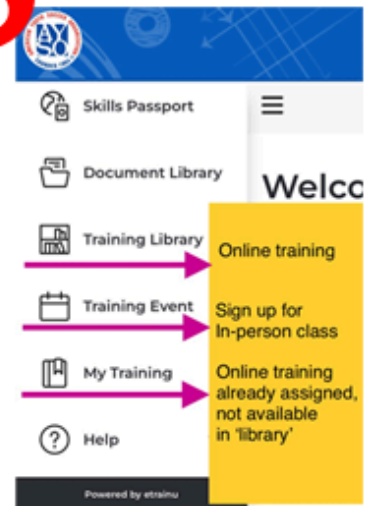 AYSO
Skills Passport
Document Library
Welco
Training Library
Online training
Training Event
Sign up for
In-person class
My Training
Online training
already assigned,
not available
in 'library'
Help
Powered by etrainu